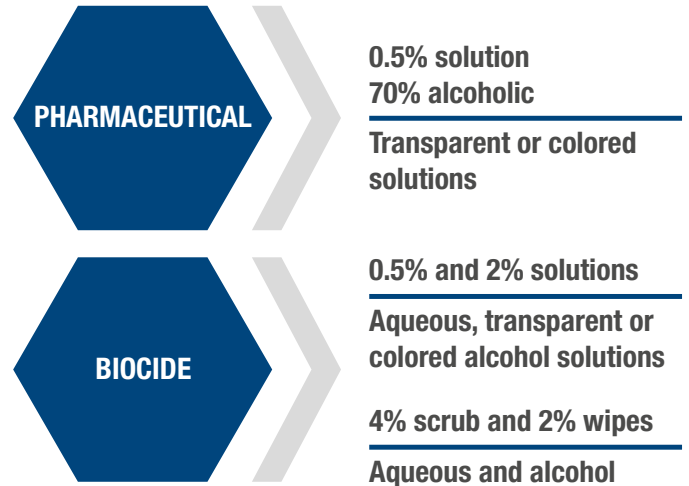 PHARMACEUTICAL
0.5% solution
70% alcoholic
Transparent or colored
solutions
BIOCIDE
0.5% and 2% solutions
Aqueous, transparent or
colored alcohol solutions
4% scrub and 2% wipes
Aqueous and alcohol